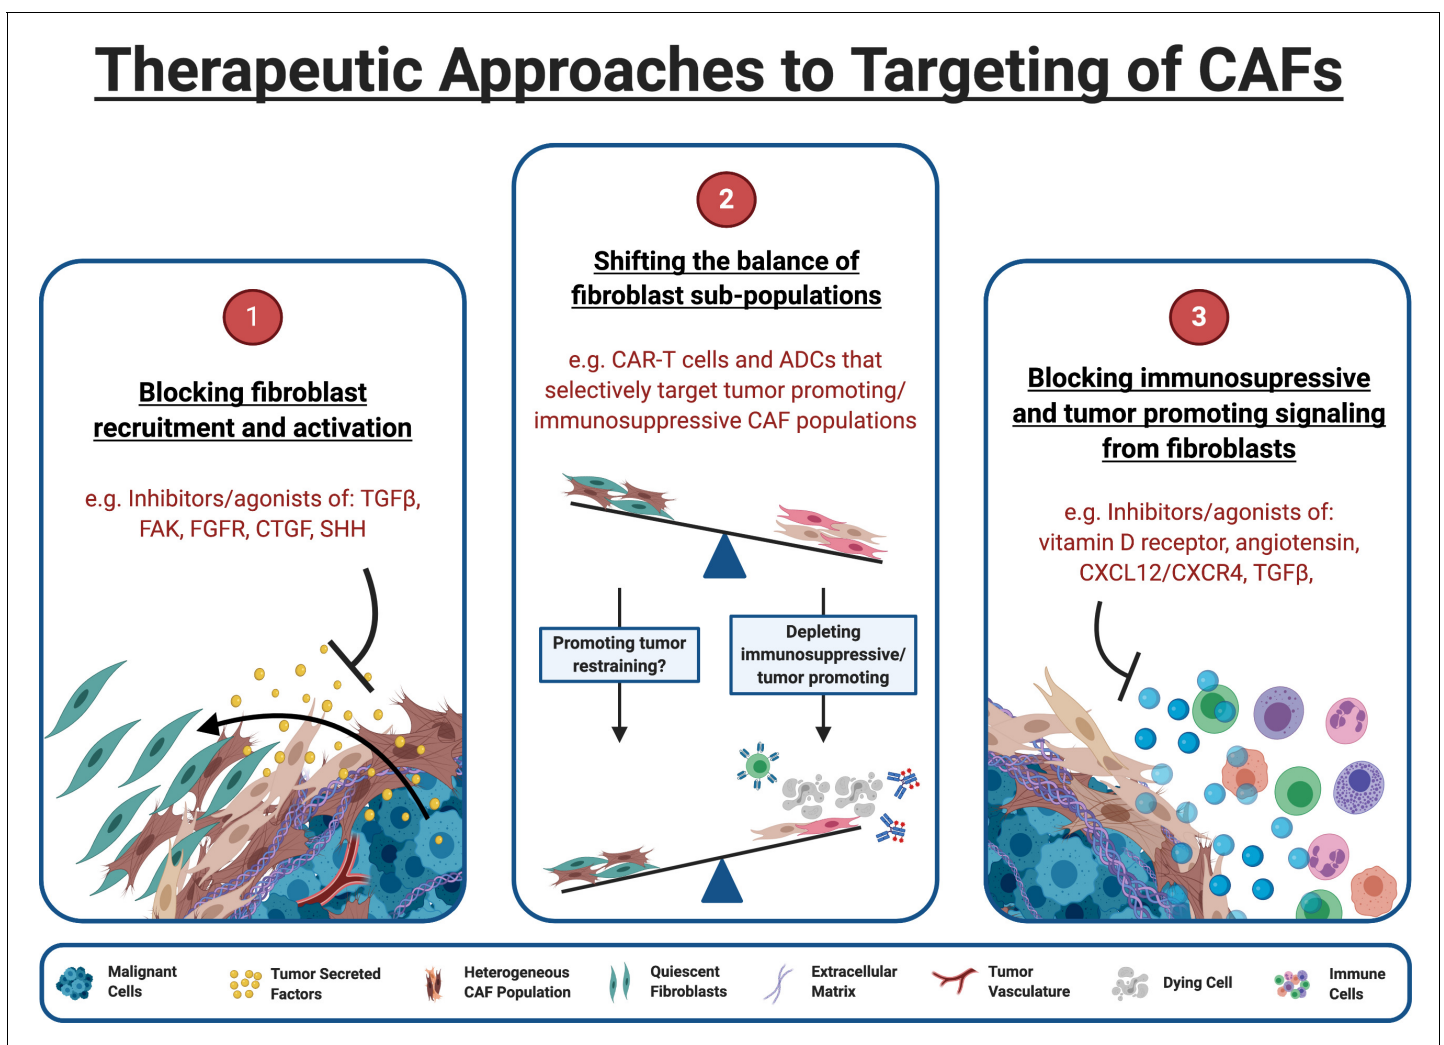 Therapeutic Approaches to Targeting of CAFs
1
Blocking fibroblast
recruitment and activation
e.g. Inhibitors/agonists of: TGFβ,
FAK, FGFR, CTGF, SHH
2
Shifting the balance of
fibroblast sub-populations
e.g. CAR-T cells and ADCs that
selectively target tumor promoting/
immunosuppressive CAF populations
Promoting tumor
restraining?
Depleting
immunosuppressive/
tumor promoting
3
Blocking immunosupressive
and tumor promoting signaling
from fibroblasts
e.g. Inhibitors/agonists of:
vitamin D receptor, angiotensin,
CXCL12/CXCR4, TGFβ,
Malignant
Cells
Tumor Secreted
Factors
Heterogeneous
CAF Population
Quiescent
Fibroblasts
Extracellular
Matrix
Tumor
Vasculature
Dying Cell
Immune
Cells